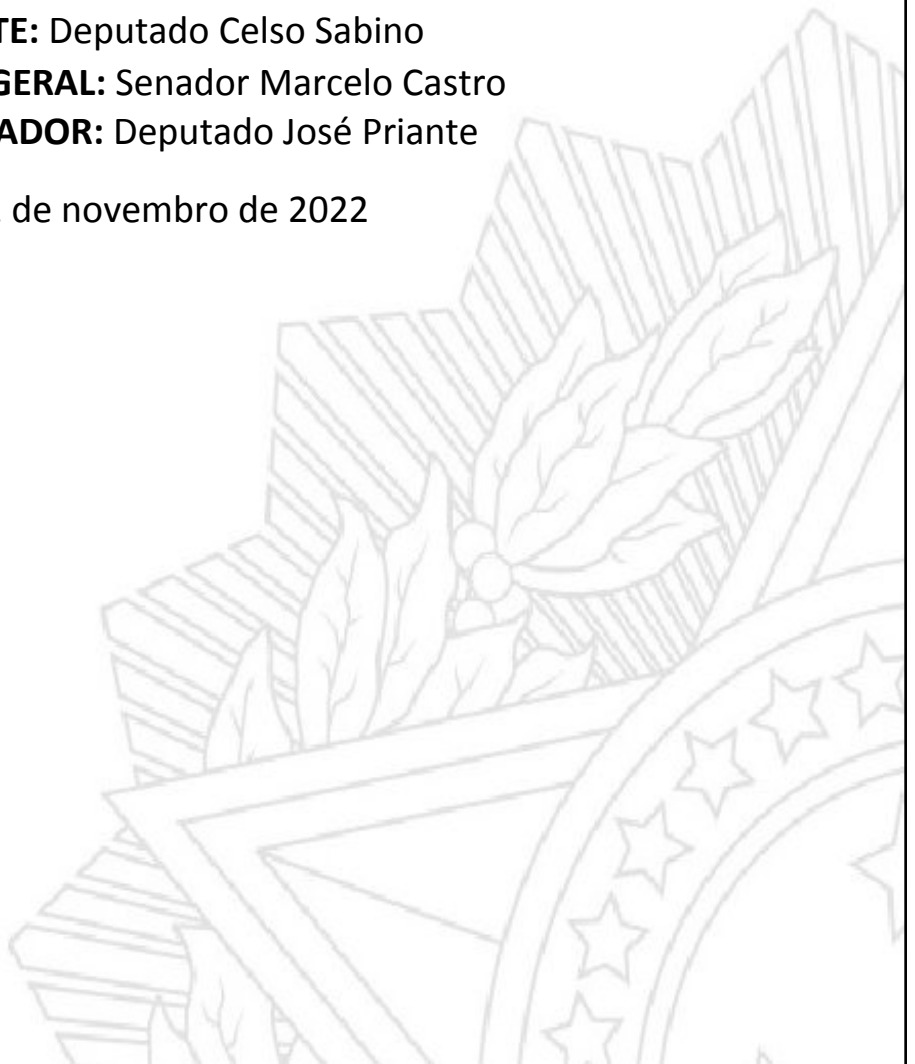 TE: Deputado Celso Sabino
GERAL: Senador Marcelo Castro
ADOR: Deputado José Priante
de novembro de 2022